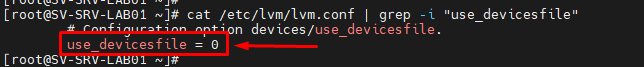 [root@SV-SRV-LAB01 ~]# cat /etc/lvm/lvm.conf | grep -i "use_devicesfile"
# Configuration option devices/use_devicesfile.
use_devicesfile = 0
[root@SV-SRV-LAB01 ~]#